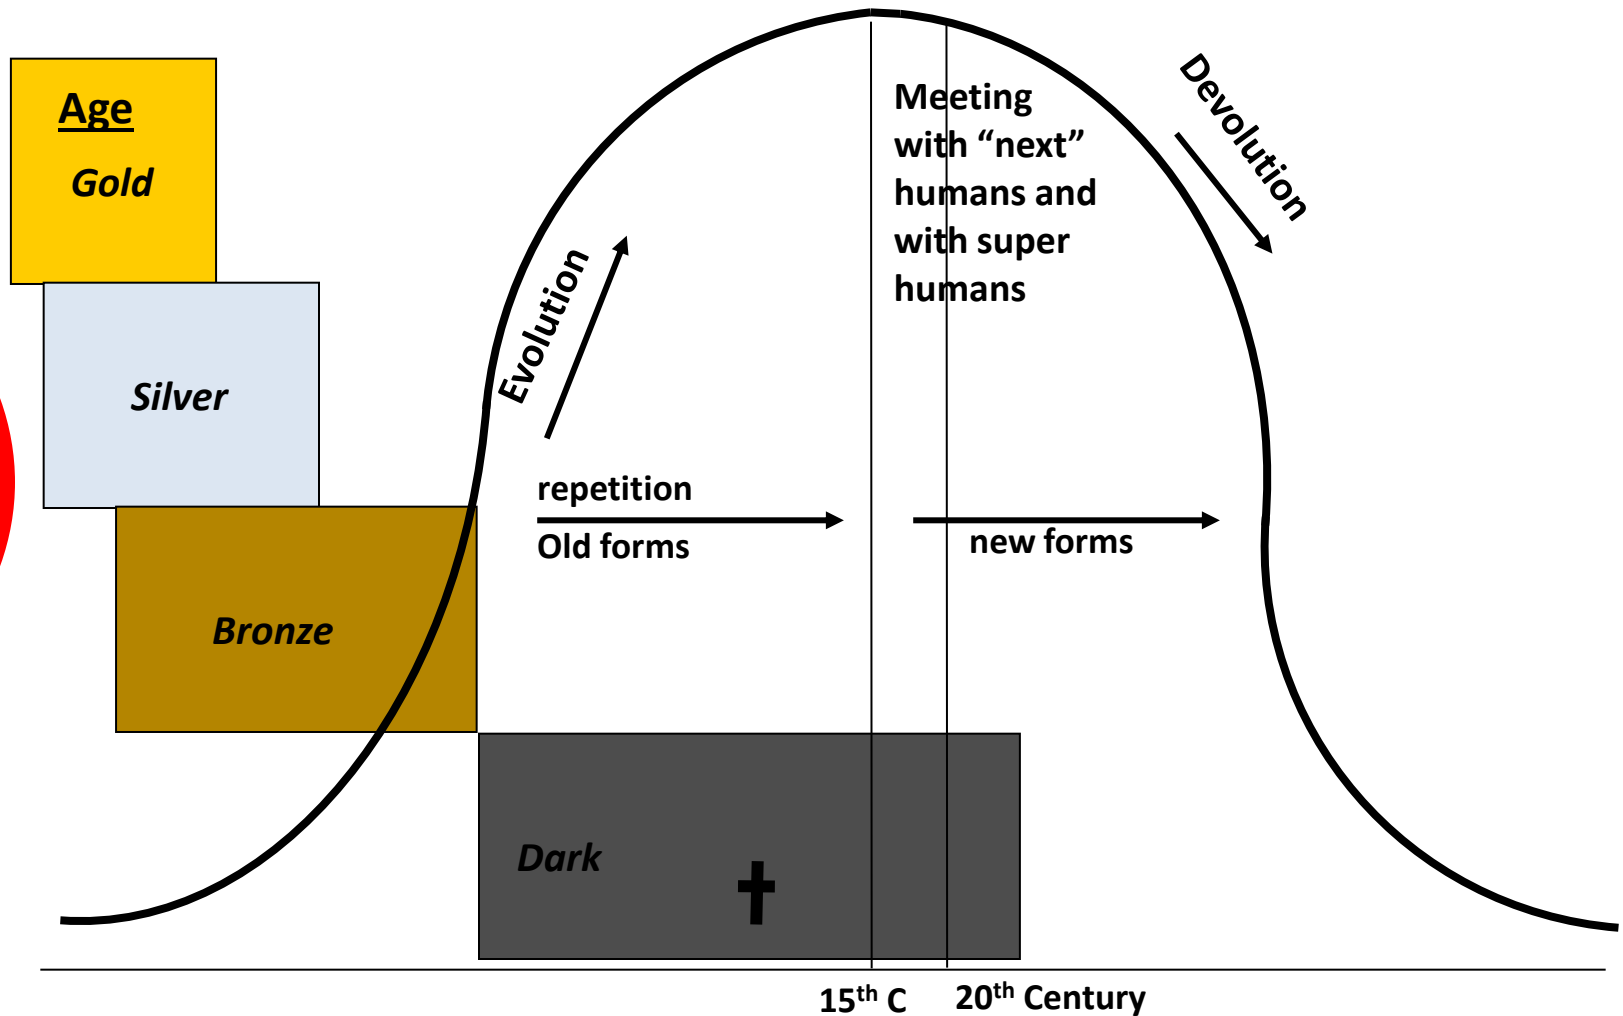 Age
Gold
Silver
Bronze
Dark
Evolution
repetition
Old forms
Meeting
with “next”
humans and
with super
humans
new forms
Devolution
15th C
20th Century